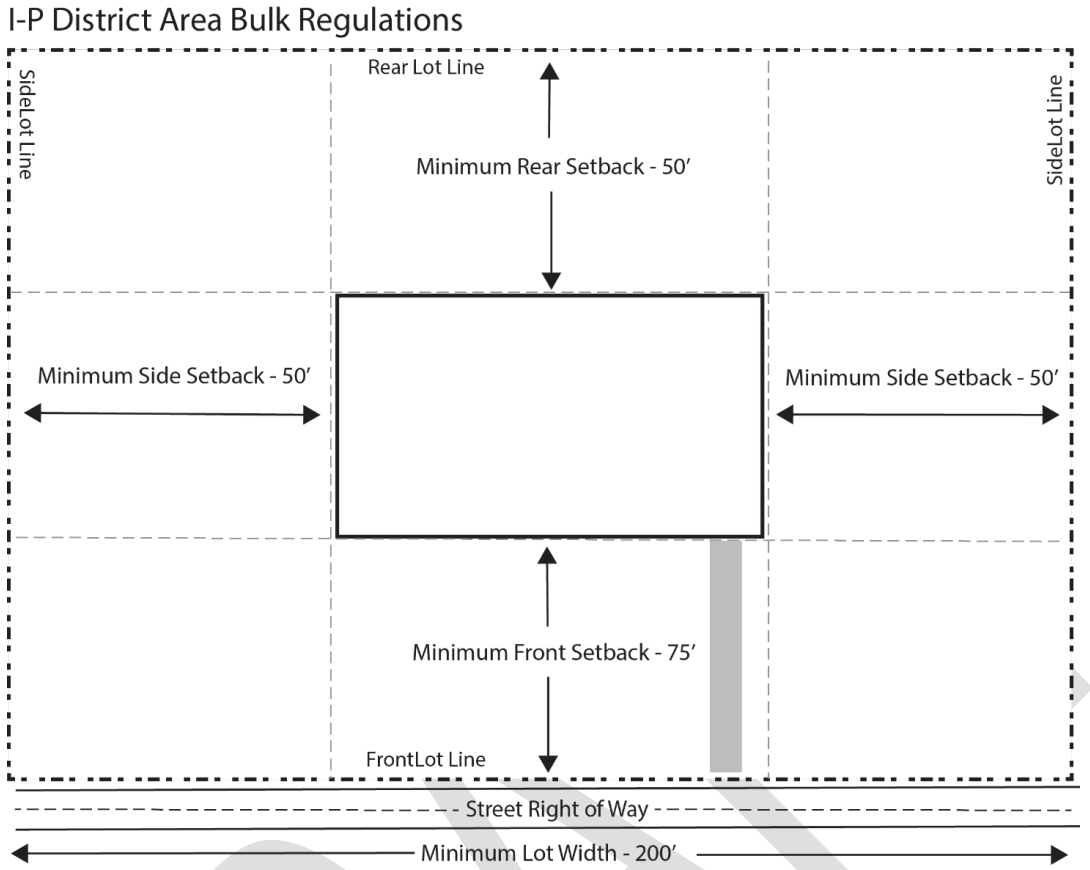 I-P District Area Bulk Regulations
Rear Lot Line
SideLot Line
SideLot Line
Minimum Rear Setback - 50′
Minimum Side Setback - 50′
Minimum Side Setback - 50′
Minimum Front Setback - 75′
FrontLot Line
Street Right of Way
Minimum Lot Width - 200′